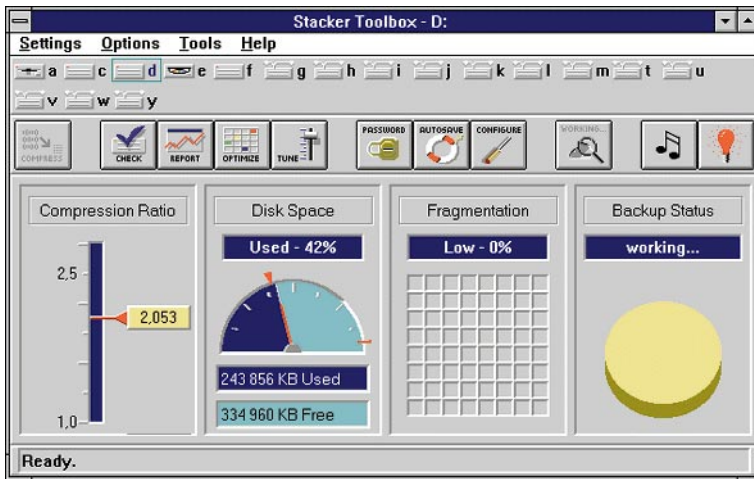 Stacker Toolbox - D:
Settings Options Tools Help
a c d e f g h i j k l m t u
v w y
COMPRESS CHECK REPORT OPTIMIZE TUNE PASSWORD AUTOSAVE CONFIGURE WORKING...
Compression Ratio
2,5
2,053
1,0
Disk Space
Used - 42%
243 856 KB Used
334 960 KB Free
Fragmentation
Low - 0%
Backup Status
working...
Ready.